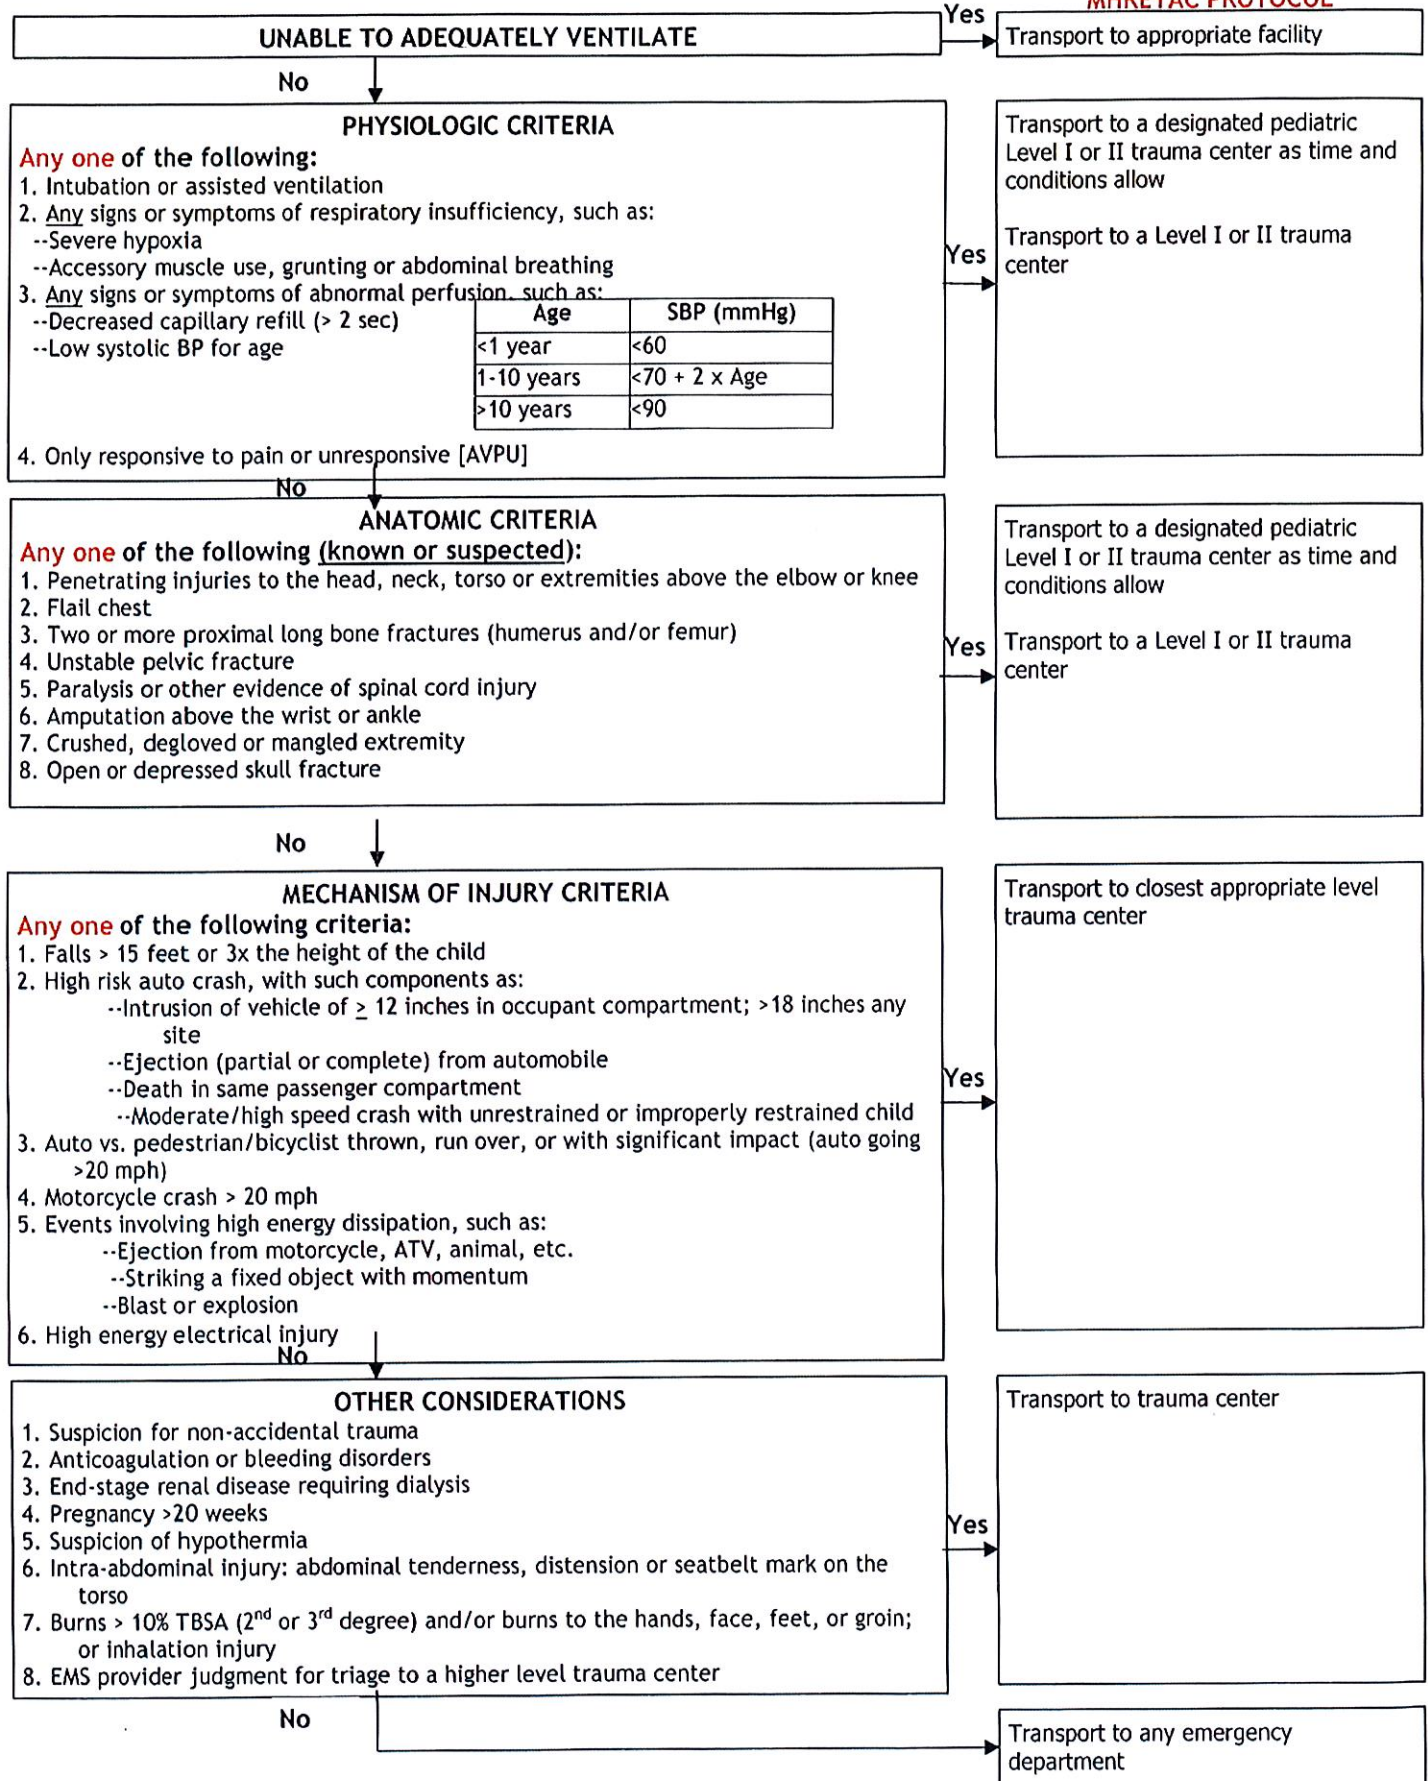 MHRETAC PROTOCOL
UNABLE TO ADEQUATELY VENTILATE
Yes
Transport to appropriate facility
No
PHYSIOLOGIC CRITERIA
Any one of the following:
1. Intubation or assisted ventilation
2. Any signs or symptoms of respiratory insufficiency, such as:
--Severe hypoxia
--Accessory muscle use, grunting or abdominal breathing
3. Any signs or symptoms of abnormal perfusion, such as:
--Decreased capillary refill (> 2 sec)
--Low systolic BP for age
Age SBP (mmHg)
<1 year <60
1-10 years <70 + 2 x Age
>10 years <90
4. Only responsive to pain or unresponsive [AVPU]
Yes
Transport to a designated pediatric
Level I or II trauma center as time and
conditions allow
Transport to a Level I or II trauma
center
No
ANATOMIC CRITERIA
Any one of the following (known or suspected):
1. Penetrating injuries to the head, neck, torso or extremities above the elbow or knee
2. Flail chest
3. Two or more proximal long bone fractures (humerus and/or femur)
4. Unstable pelvic fracture
5. Paralysis or other evidence of spinal cord injury
6. Amputation above the wrist or ankle
7. Crushed, degloved or mangled extremity
8. Open or depressed skull fracture
Yes
Transport to a designated pediatric
Level I or II trauma center as time and
conditions allow
Transport to a Level I or II trauma
center
No
MECHANISM OF INJURY CRITERIA
Any one of the following criteria:
1. Falls > 15 feet or 3x the height of the child
2. High risk auto crash, with such components as:
--Intrusion of vehicle of ≥ 12 inches in occupant compartment; >18 inches any
site
--Ejection (partial or complete) from automobile
--Death in same passenger compartment
--Moderate/high speed crash with unrestrained or improperly restrained child
3. Auto vs. pedestrian/bicyclist thrown, run over, or with significant impact (auto going
>20 mph)
4. Motorcycle crash > 20 mph
5. Events involving high energy dissipation, such as:
--Ejection from motorcycle, ATV, animal, etc.
--Striking a fixed object with momentum
--Blast or explosion
6. High energy electrical injury
Yes
Transport to closest appropriate level
trauma center
No
OTHER CONSIDERATIONS
1. Suspicion for non-accidental trauma
2. Anticoagulation or bleeding disorders
3. End-stage renal disease requiring dialysis
4. Pregnancy >20 weeks
5. Suspicion of hypothermia
6. Intra-abdominal injury: abdominal tenderness, distension or seatbelt mark on the
torso
7. Burns > 10% TBSA (2nd or 3rd degree) and/or burns to the hands, face, feet, or groin;
or inhalation injury
8. EMS provider judgment for triage to a higher level trauma center
Yes
Transport to trauma center
No
Transport to any emergency
department